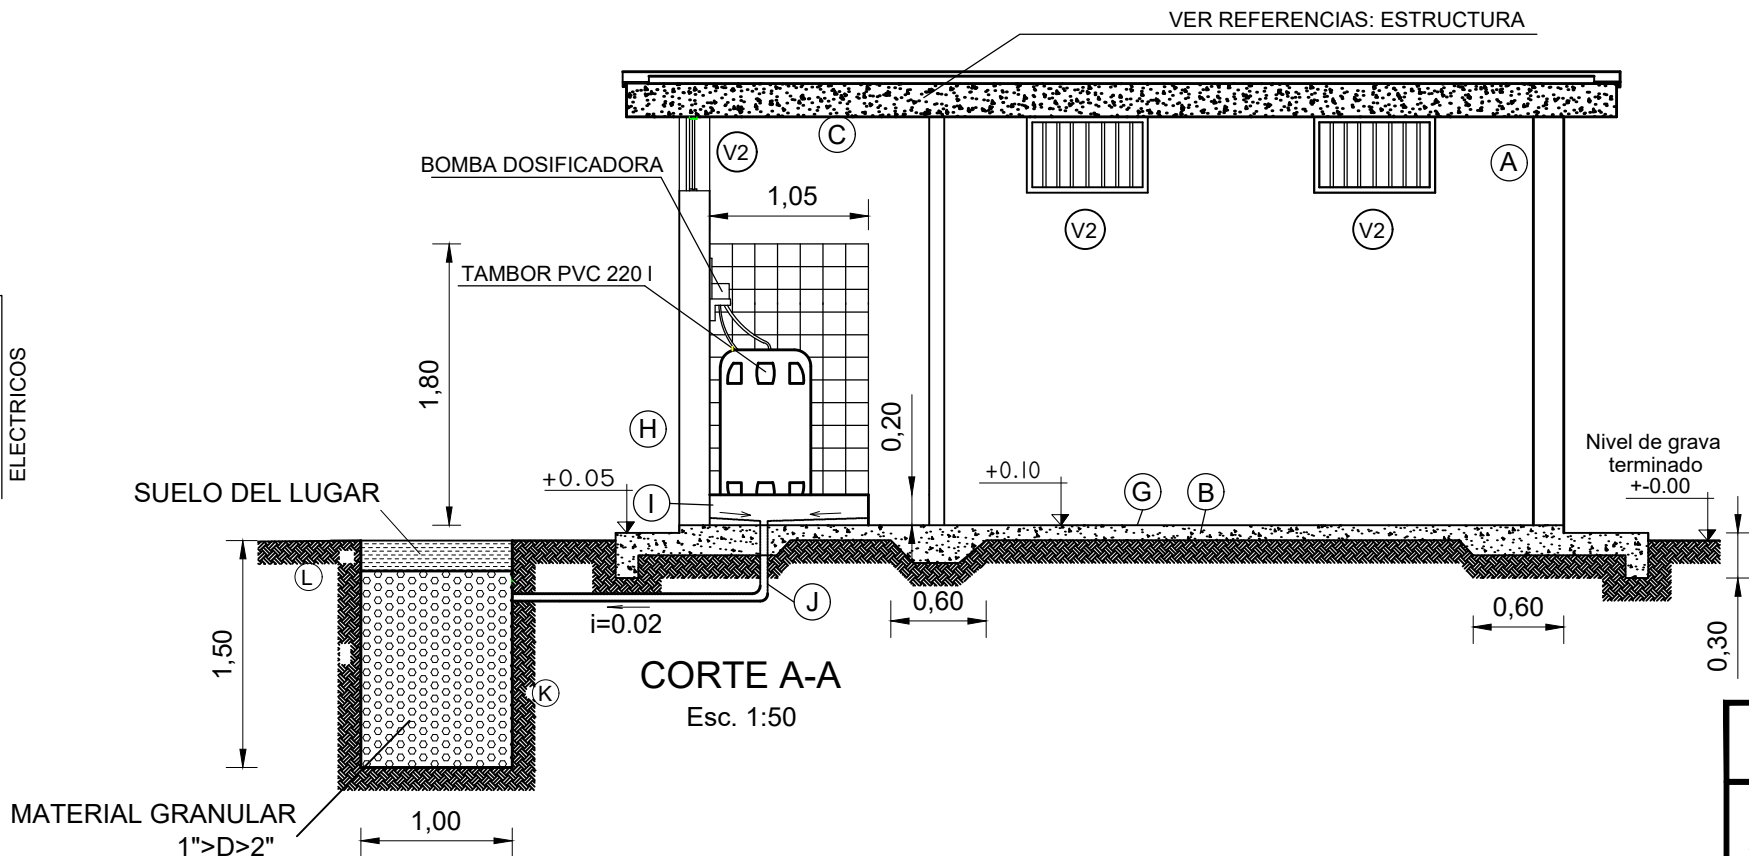 VER REFERENCIAS: ESTRUCTURA
C
V2
A
BOMBA DOSIFICADORA
1,05
V2
V2
TAMBOR PVC 220 l
1,80
ELECTRICOS
0,20
H
Nivel de grava
terminado
+-0.00
+0.05
+0.10
SUELO DEL LUGAR
I
G
B
L
J
0,60
0,60
i=0.02
1,50
0,30
CORTE A-A
Esc. 1:50
K
MATERIAL GRANULAR
1">D>2"
1,00